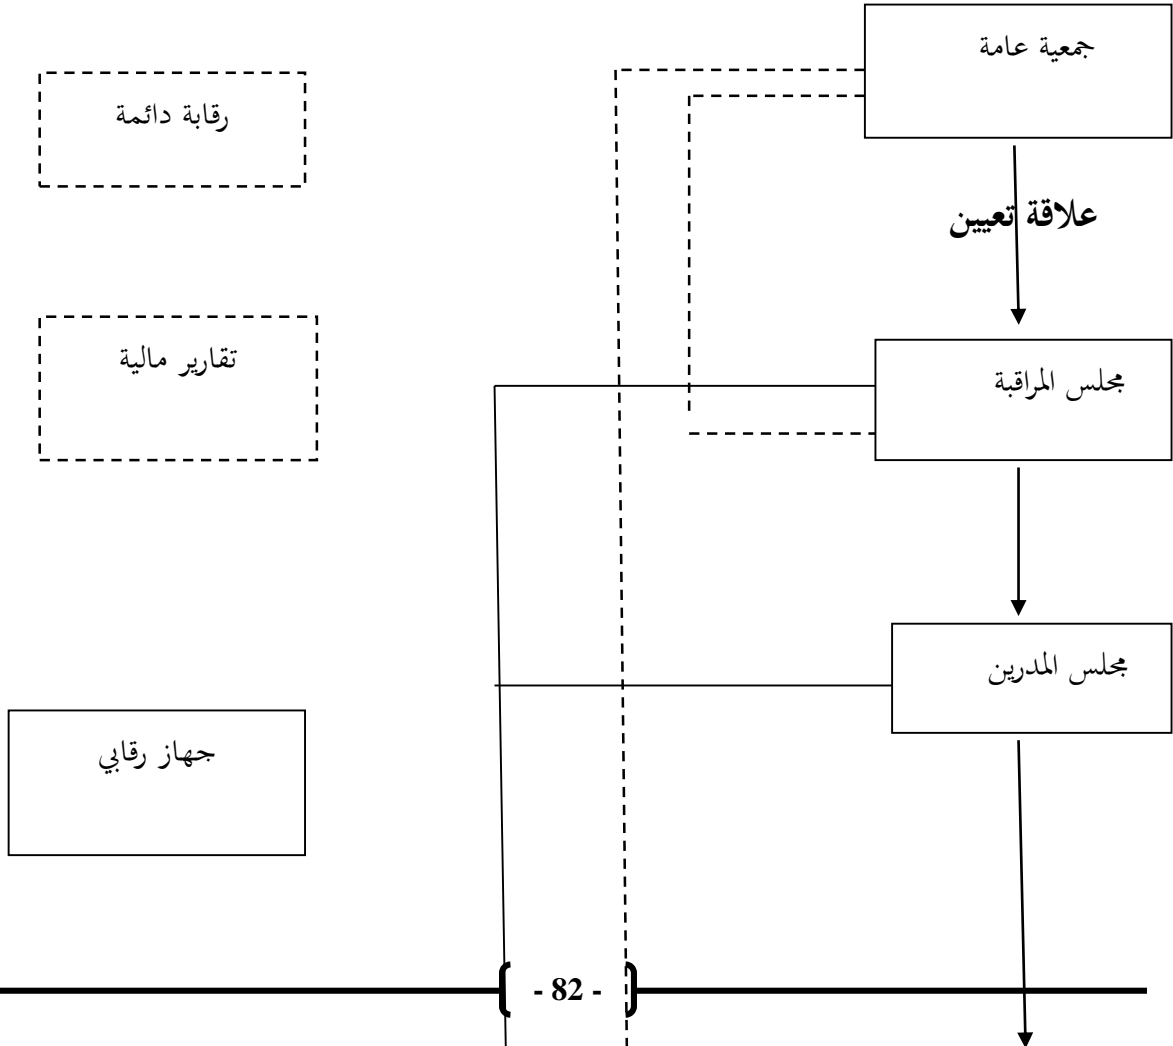 جمعية عامة
رقابة دائمة
علاقة تعيين
تقارير مالية
مجلس المراقبة
مجلس المدرين
جهاز رقابي
- 82 -